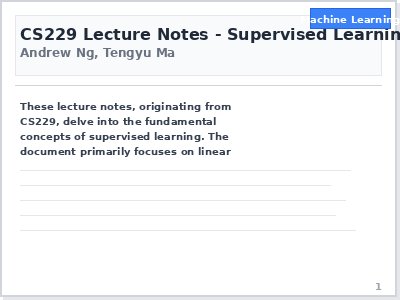 Machine Learning
CS229 Lecture Notes - Supervised Learnin
Andrew Ng, Tengyu Ma
These lecture notes, originating from
CS229, delve into the fundamental
concepts of supervised learning. The
document primarily focuses on linear
1